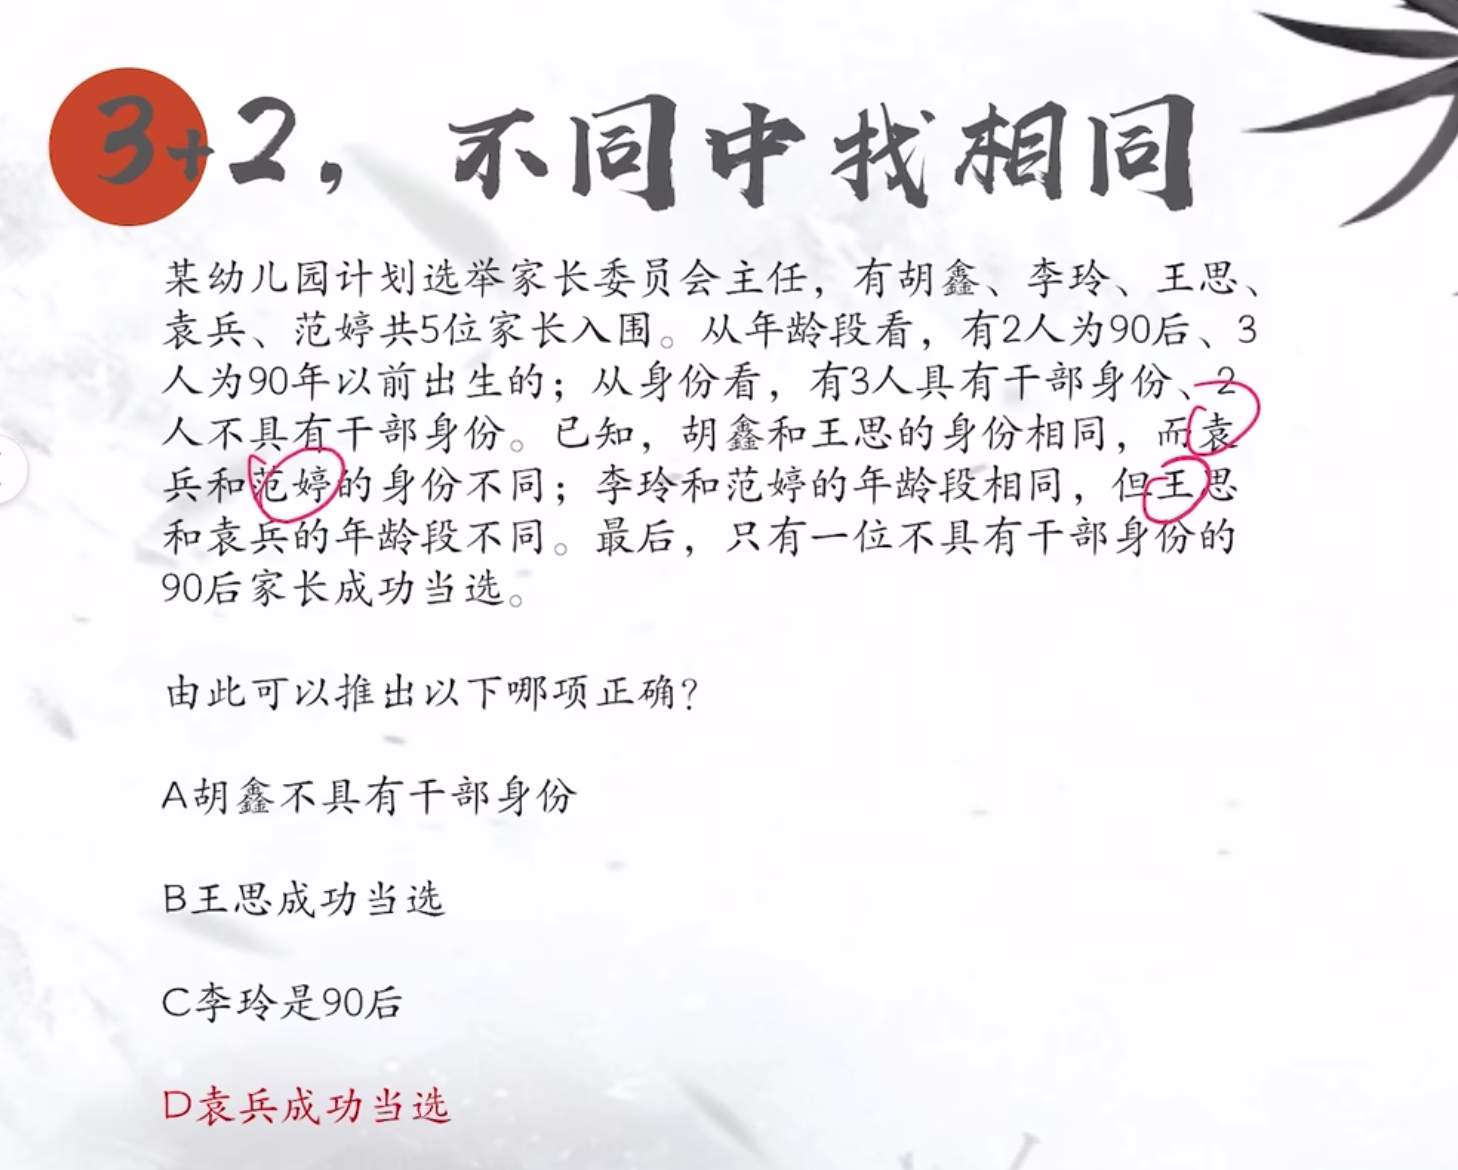 3+2，不同中找相同
某幼儿园计划选举家长委员会主任，有胡鑫、李玲、王思、
袁兵、范婷共5位家长入围。从年龄段看，有2人为90后、3
人为90年以前出生的；从身份看，有3人具有干部身份、2
人不具有干部身份。已知，胡鑫和王思的身份相同，而袁
兵和范婷的身份不同；李玲和范婷的年龄段相同，但王思
和袁兵的年龄段不同。最后，只有一位不具有干部身份的
90后家长成功当选。
由此可以推出以下哪项正确？
A胡鑫不具有干部身份
B王思成功当选
C李玲是90后
D袁兵成功当选